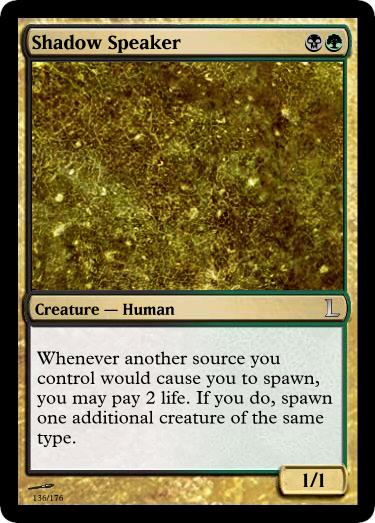 Shadow Speaker
Creature — Human
L
Whenever another source you
control would cause you to spawn,
you may pay 2 life. If you do, spawn
one additional creature of the same
type.
1/1
136/176